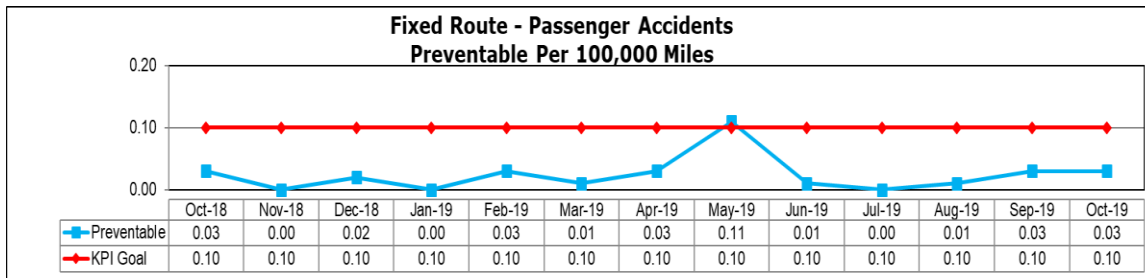 Fixed Route - Passenger Accidents
Preventable Per 100,000 Miles
0.20
0.10
0.00
Oct-18 Nov-18 Dec-18 Jan-19 Feb-19 Mar-19 Apr-19 May-19 Jun-19 Jul-19 Aug-19 Sep-19 Oct-19
Preventable 0.03 0.00 0.02 0.00 0.03 0.01 0.03 0.11 0.01 0.00 0.01 0.03 0.03
KPI Goal 0.10 0.10 0.10 0.10 0.10 0.10 0.10 0.10 0.10 0.10 0.10 0.10 0.10